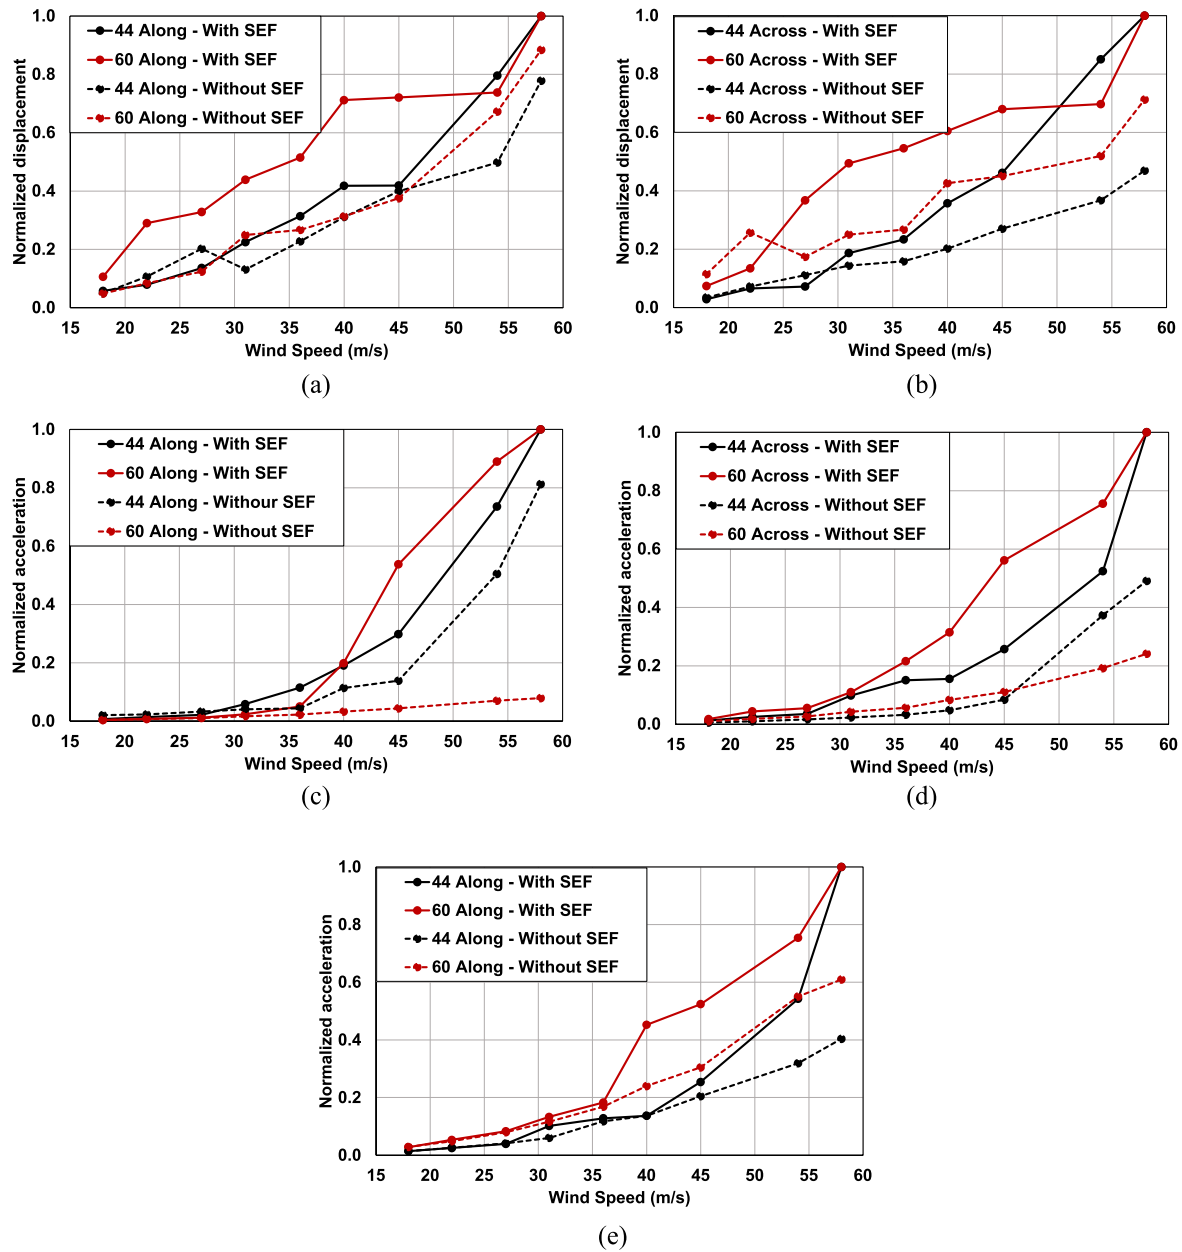 44 Along - With SEF
60 Along - With SEF
44 Along - Without SEF
60 Along - Without SEF
Normalized displacement
1.0
0.8
0.6
0.4
0.2
0.0
15 20 25 30 35 40 45 50 55 60
Wind Speed (m/s)
(a)
44 Across - With SEF
60 Across - With SEF
44 Across - Without SEF
60 Across - Without SEF
Normalized displacement
1.0
0.8
0.6
0.4
0.2
0.0
15 20 25 30 35 40 45 50 55 60
Wind Speed (m/s)
(b)
44 Along - With SEF
60 Along - With SEF
44 Along - Withour SEF
60 Along - Without SEF
Normalized acceleration
1.0
0.8
0.6
0.4
0.2
0.0
15 20 25 30 35 40 45 50 55 60
Wind Speed (m/s)
(c)
44 Across - With SEF
60 Across - With SEF
44 Across - Without SEF
60 Across - Without SEF
Normalized acceleration
1.0
0.8
0.6
0.4
0.2
0.0
15 20 25 30 35 40 45 50 55 60
Wind Speed (m/s)
(d)
44 Along - With SEF
60 Along - With SEF
44 Along - Without SEF
60 Along - Without SEF
Normalized acceleration
1.0
0.8
0.6
0.4
0.2
0.0
15 20 25 30 35 40 45 50 55 60
Wind Speed (m/s)
(e)